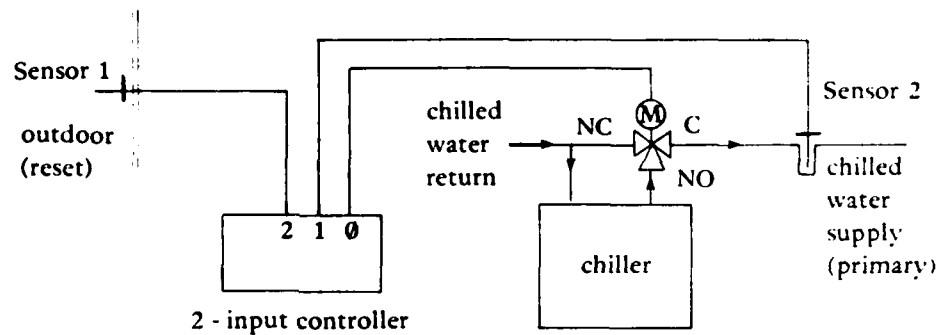 Sensor 1
outdoor
(reset)
2 1 0
2 - input controller
chilled
water
return
NC
M
C
NO
chiller
Sensor 2
chilled
water
supply
(primary)